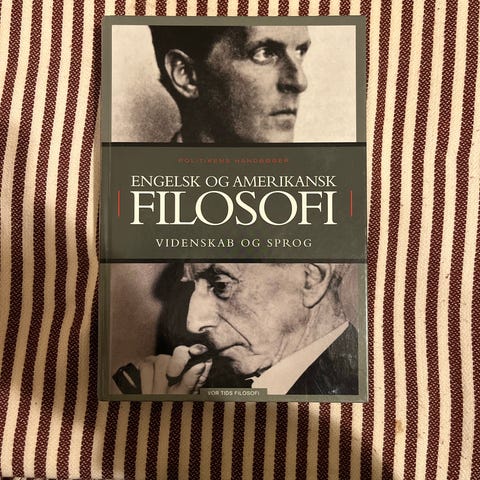 POLITIKENS HÅNDBØGER
ENGELSK OG AMERIKANSK
FILOSOFI
VIDENSKAB OG SPROG
VOR TIDS FILOSOFI